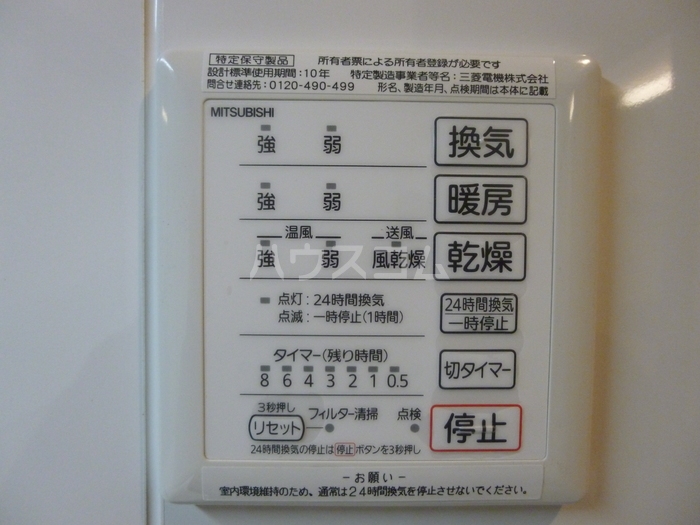 特定保守製品 所有者票による所有者登録が必要です
設計標準使用期間：10年 特定製造事業者等名：三菱電機株式会社
問合せ連絡先：0120-490-499 形名、製造年月、点検期間は本体に記載
MITSUBISHI
強 弱 換気
強 弱 暖房
温風 送風
強 弱 風乾燥 乾燥
ハウスコム
点灯：24時間換気
点滅：一時停止(1時間)
24時間換気
一時停止
タイマー(残り時間)
8 6 4 3 2 1 0.5 切タイマー
3秒押し
リセット フィルター清掃 点検 停止
24時間換気の停止は停止ボタンを3秒押し
－お願い－
室内環境維持のため、通常は24時間換気を停止させないでください。